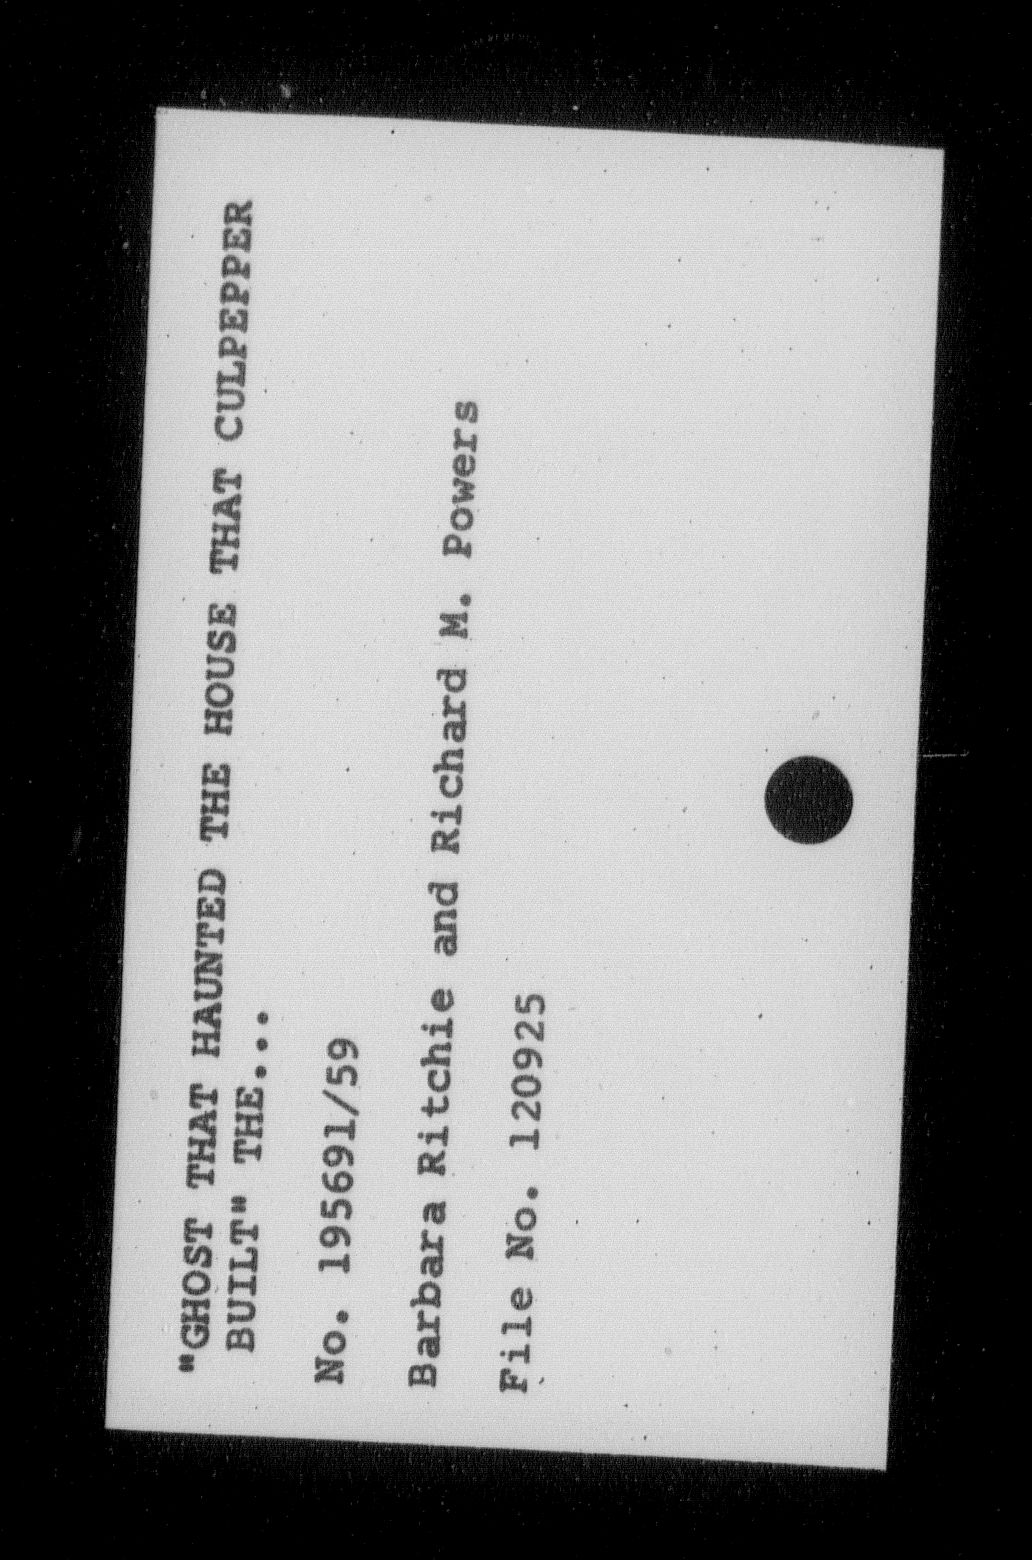 "GHOST THAT HAUNTED THE HOUSE THAT CULPEPPER
BUILT" THE....
No. 195691/59
Barbara Ritchie and Richard M. Powers
File No. 120925